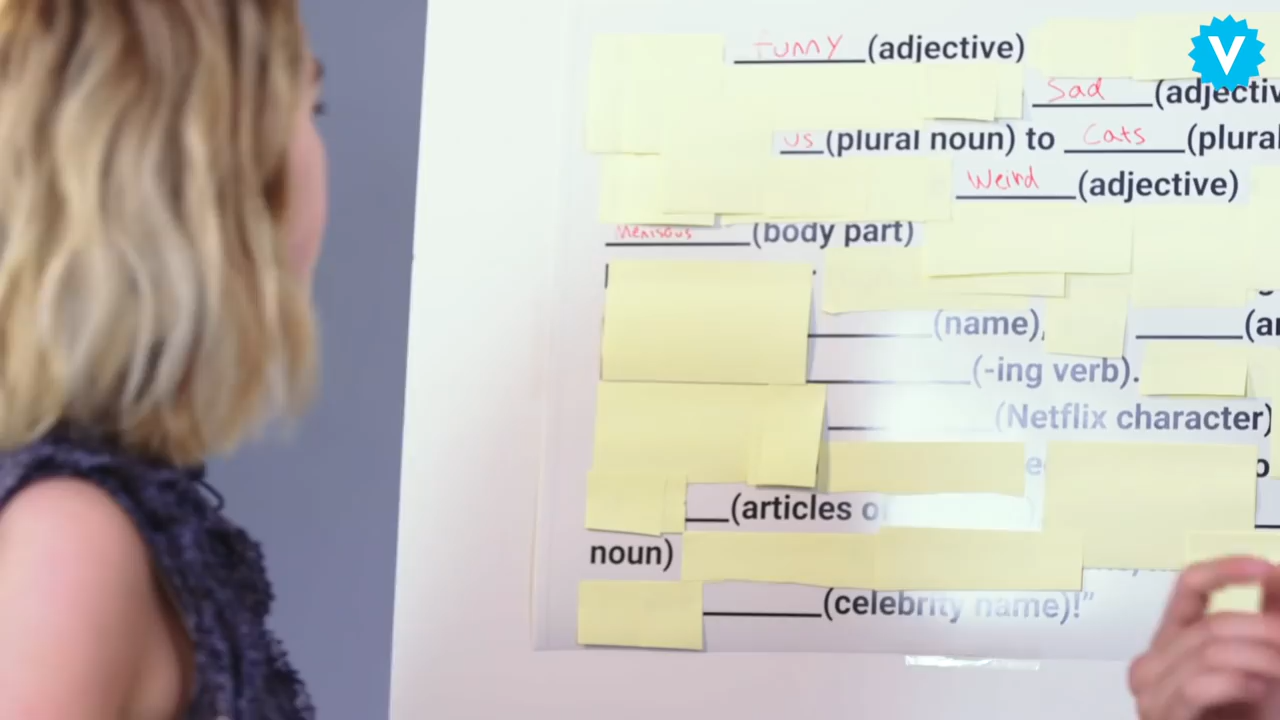 V
funny (adjective)
Sad (adjectiv
us (plural noun) to Cats (plural
Weird (adjective)
Meniscus (body part)
(name),
(-ing verb).
(Netflix character)
(articles o
noun)
(celebrity name)!"